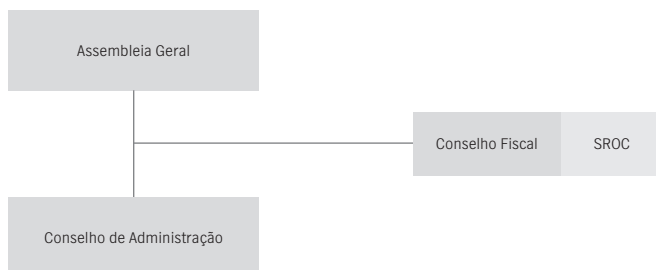 Assembleia Geral
Conselho Fiscal
SROC
Conselho de Administração